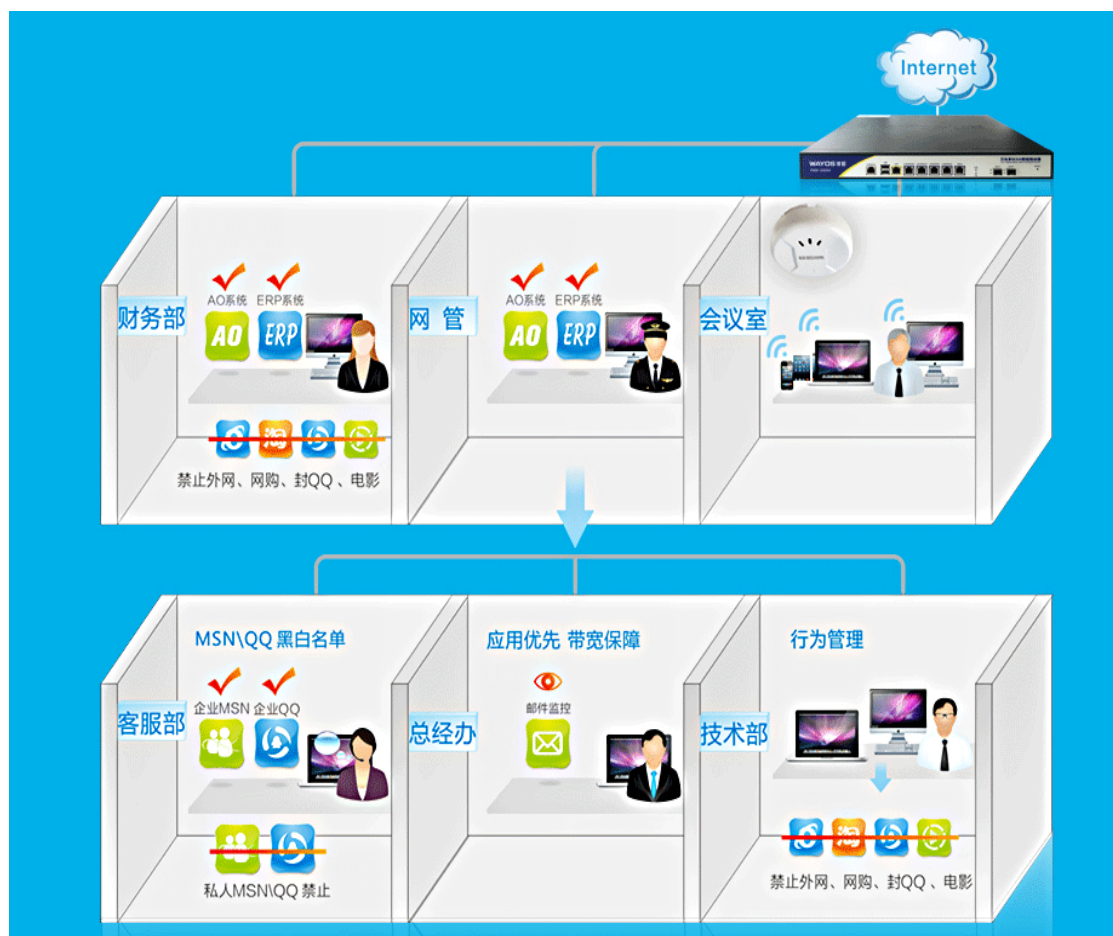 Internet
WAYOS 维盟
AO系统 ERP系统
AO ERP
财务部
禁止外网、网购、封QQ 、电影
淘
AO系统 ERP系统
AO ERP
网 管
会议室
MSN\QQ 黑白名单
企业MSN 企业QQ
客服部
私人MSN\QQ 禁止
应用优先 带宽保障
邮件监控
总经办
行为管理
技术部
淘
禁止外网、网购、封QQ 、电影